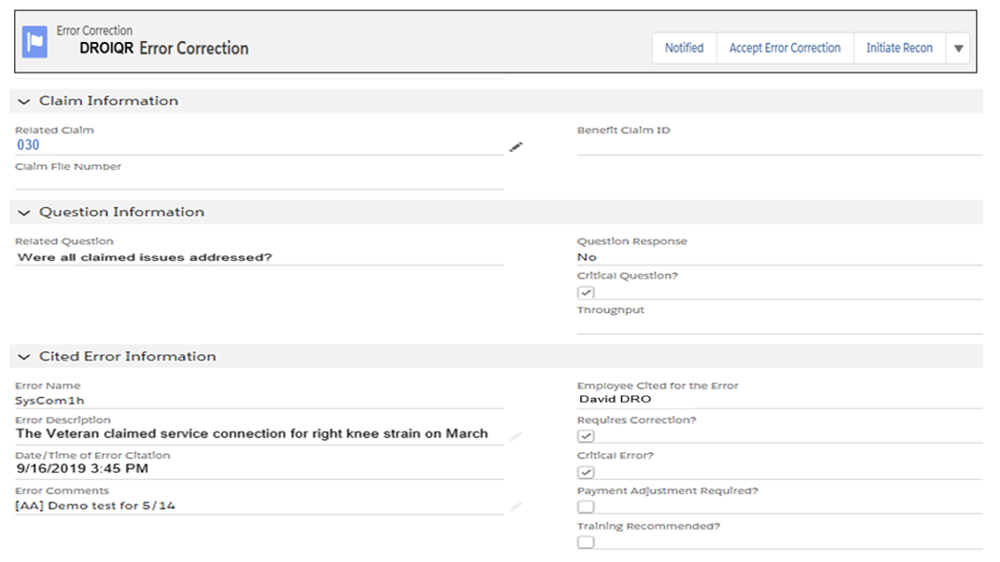 Error Correction
DROIQR Error Correction
Notified
Accept Error Correction
Initiate Recon
Claim Information
Related Claim
030
Benefit Claim ID
Claim File Number
Question Information
Related Question
Were all claimed issues addressed?
Question Response
No
Critical Question?
Throughput
Cited Error Information
Error Name
SysCom1h
Employee Cited for the Error
David DRO
Error Description
The Veteran claimed service connection for right knee strain on March
Requires Correction?
Date/Time of Error Citation
9/16/2019 3:45 PM
Critical Error?
Error Comments
[AA] Demo test for 5/14
Payment Adjustment Required?
Training Recommended?